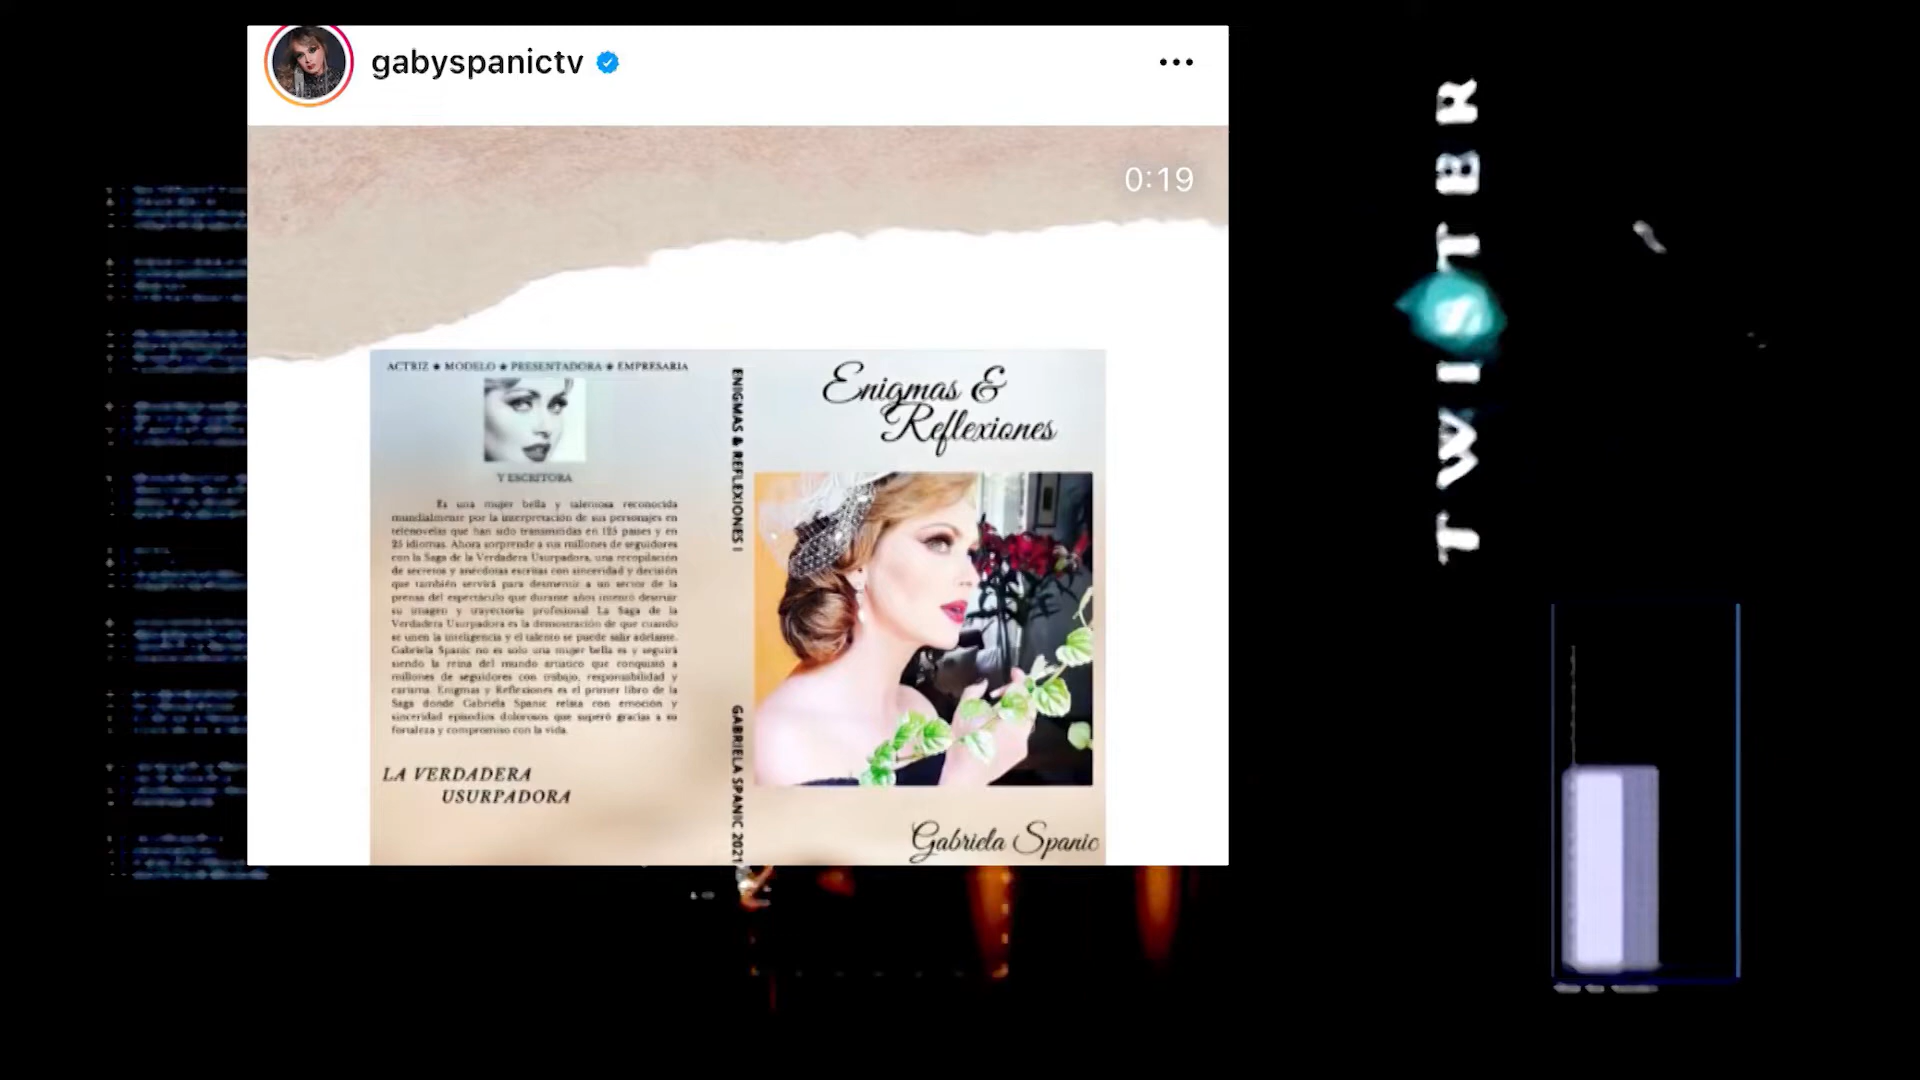 gabyspanictv
0:19
ACTRIZ ★ MODELO ★ PRESENTADORA ★ EMPRESARIA
Y ESCRITORA
Es una mujer bella y talentosa reconocida
mundialmente por la interpretación de sus personajes en
telenovelas que han sido transmitidas en 125 países y en
25 idiomas. Ahora sorprende a sus millones de seguidores
con la Saga de la Verdadera Usurpadora, una recopilación
de secretos y anécdotas escritas con sinceridad y decisión
que también servirá para desmentir a un sector de la
prensa del espectáculo que durante años intentó destruir
su imagen y trayectoria profesional La Saga de la
Verdadera Usurpadora es la demostración de que cuando
se unen la inteligencia y el talento se puede salir adelante.
Gabriela Spanic no es solo una mujer bella es y seguirá
siendo la reina del mundo artístico que conquistó a
millones de seguidores con trabajo, responsabilidad y
carisma. Enigmas y Reflexiones es el primer libro de la
Saga donde Gabriela Spanic relata con emoción y
sinceridad episodios dolorosos que superó gracias a su
fortaleza y compromiso con la vida.
LA VERDADERA
USURPADORA
ENIGMAS & REFLEXIONES I
GABRIELA SPANIC 2021
Enigmas &
Reflexiones
Gabriela Spanic
TWITTER